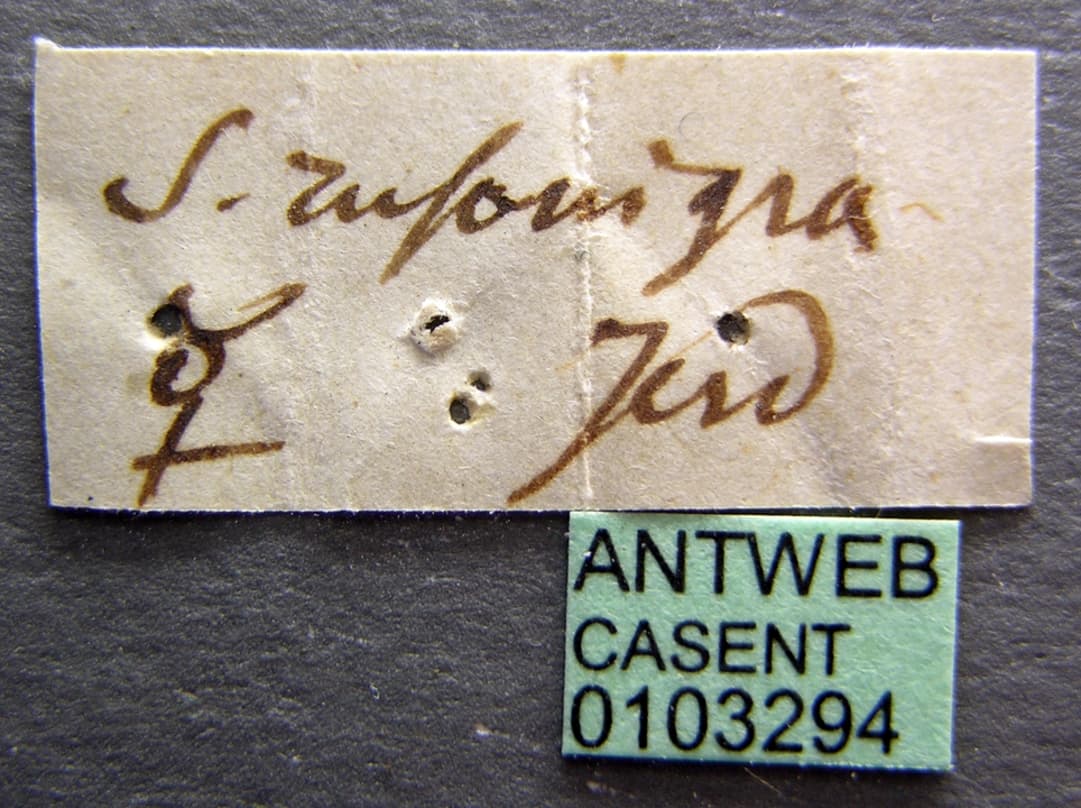 S. rufonigra
☿ Jerd
ANTWEB
CASENT
0103294